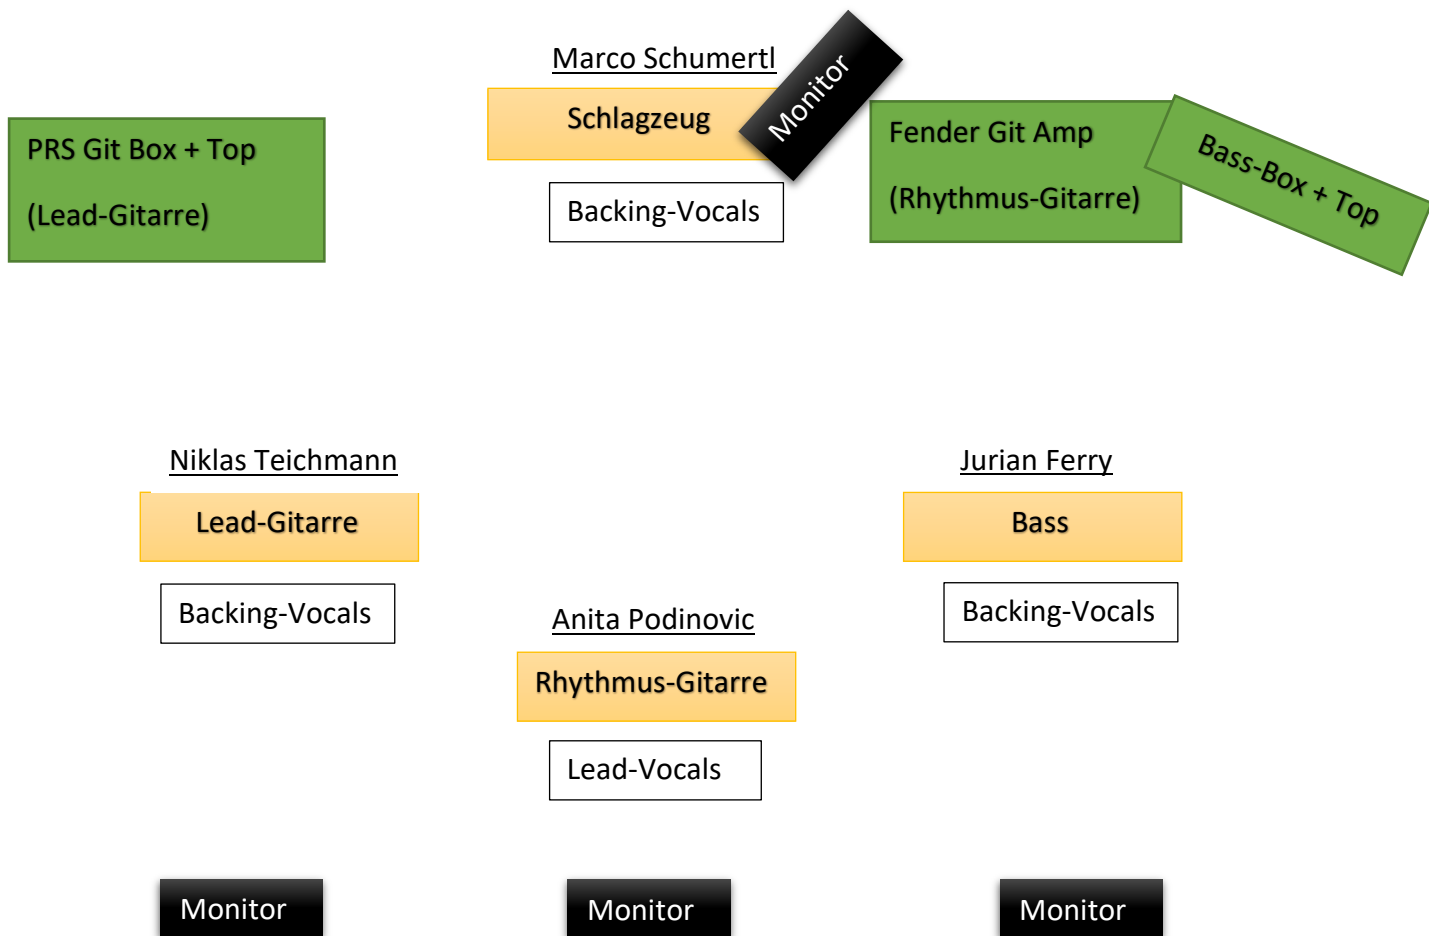 Marco Schumertl
Monitor
Schlagzeug
Backing-Vocals
PRS Git Box + Top
(Lead-Gitarre)
Fender Git Amp
(Rhythmus-Gitarre)
Bass-Box + Top
Niklas Teichmann
Lead-Gitarre
Backing-Vocals
Jurian Ferry
Bass
Backing-Vocals
Anita Podinovic
Rhythmus-Gitarre
Lead-Vocals
Monitor
Monitor
Monitor